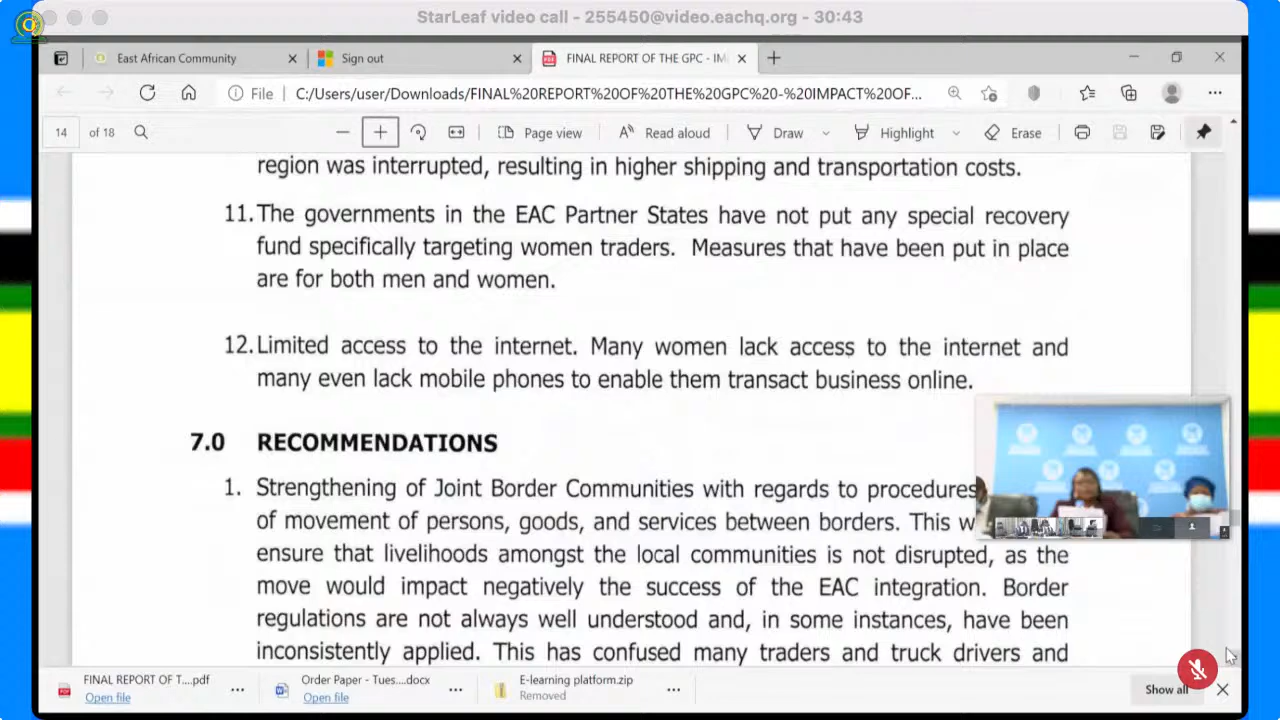 StarLeaf video call - 255450@video.eachq.org - 30:43
East African Community
Sign out
FINAL REPORT OF THE GPC - IM
File
C:/Users/user/Downloads/FINAL%20REPORT%20OF%20THE%20GPC%20-%20IMPACT%20OF...
14 of 18
Page view
Read aloud
Draw
Highlight
Erase
region was interrupted, resulting in higher shipping and transportation costs.
11. The governments in the EAC Partner States have not put any special recovery
fund specifically targeting women traders. Measures that have been put in place
are for both men and women.
12. Limited access to the internet. Many women lack access to the internet and
many even lack mobile phones to enable them transact business online.
7.0 RECOMMENDATIONS
1. Strengthening of Joint Border Communities with regards to procedures
of movement of persons, goods, and services between borders. This w
ensure that livelihoods amongst the local communities is not disrupted, as the
move would impact negatively the success of the EAC integration. Border
regulations are not always well understood and, in some instances, have been
inconsistently applied. This has confused many traders and truck drivers and
FINAL REPORT OF T....pdf
Open file
Order Paper - Tues....docx
Open file
E-learning platform.zip
Removed
Show all